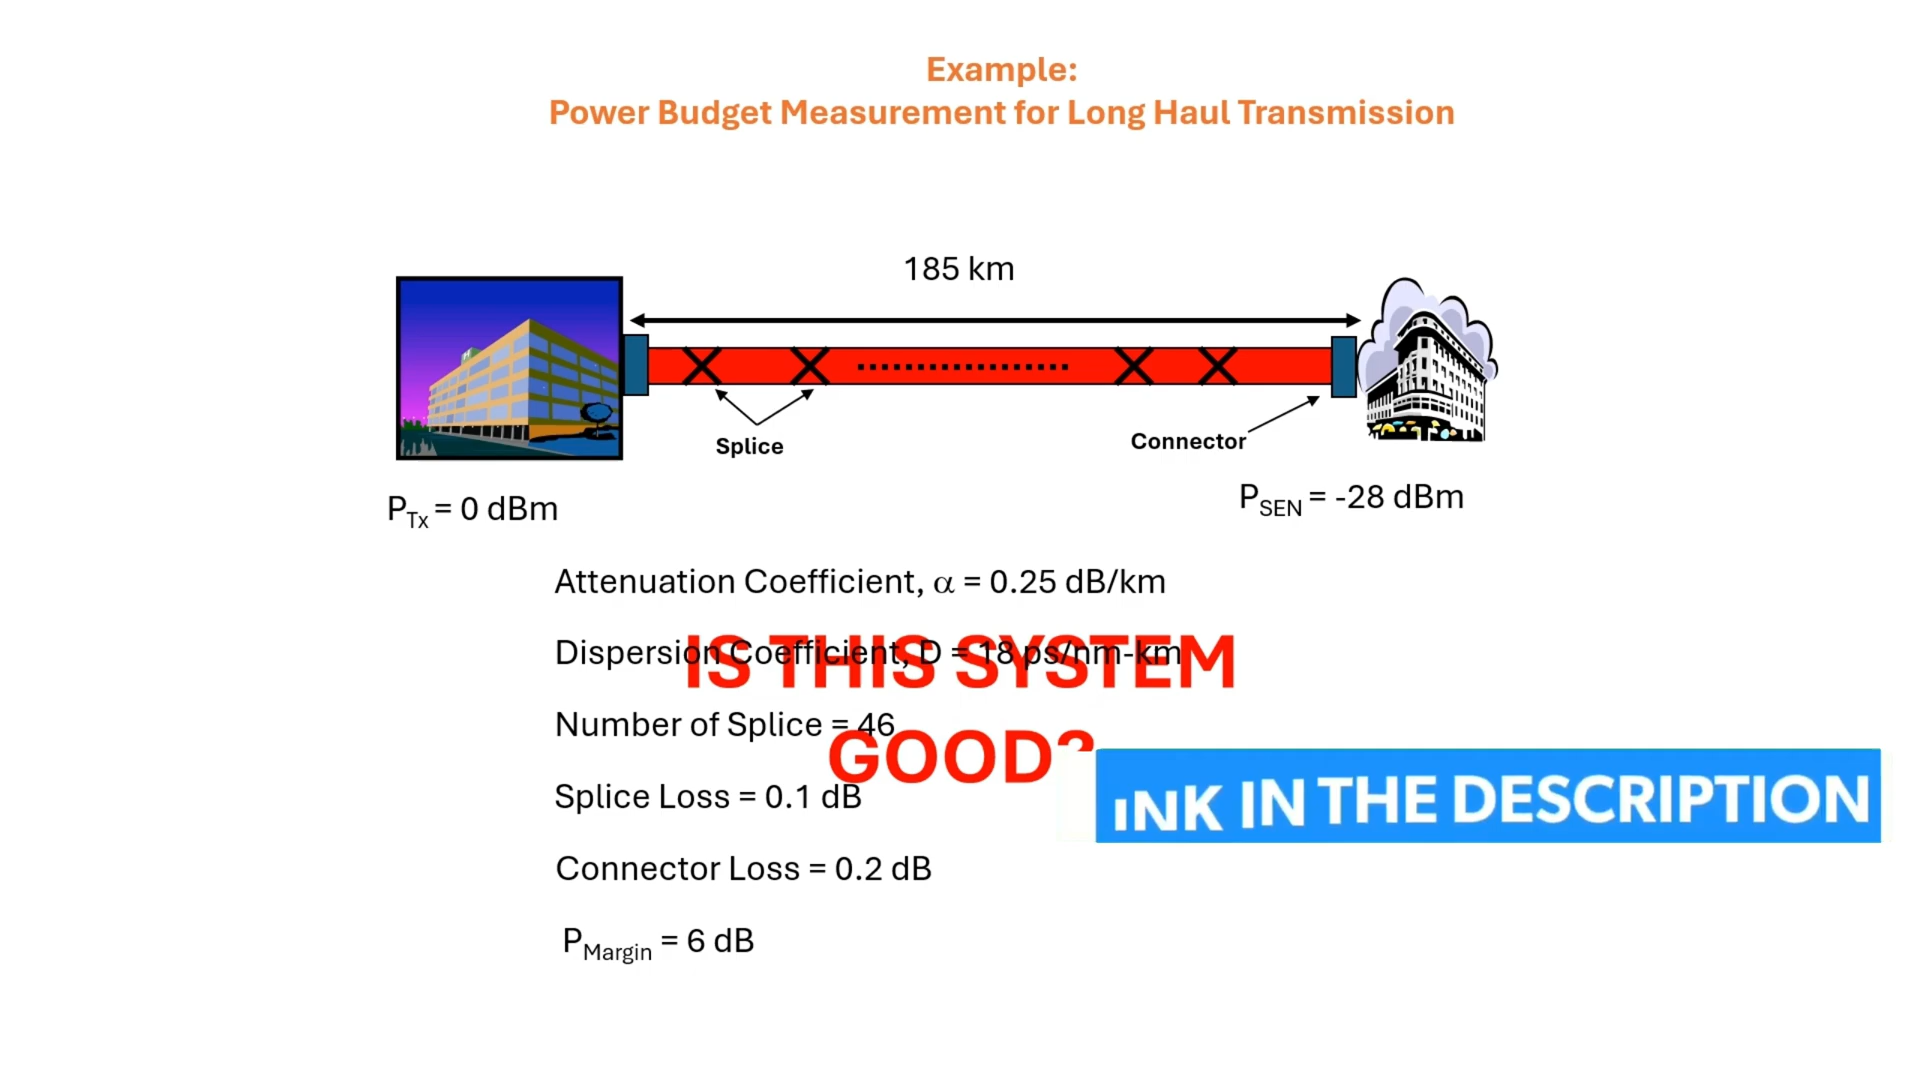 Example:
Power Budget Measurement for Long Haul Transmission
185 km
Splice
Connector
P_Tx = 0 dBm
P_SEN = -28 dBm
Attenuation Coefficient, α = 0.25 dB/km
Dispersion Coefficient, D = 18 ps/nm-km
IS THIS SYSTEM
GOOD?
Number of Splice = 46
Splice Loss = 0.1 dB
INK IN THE DESCRIPTION
Connector Loss = 0.2 dB
P_Margin = 6 dB